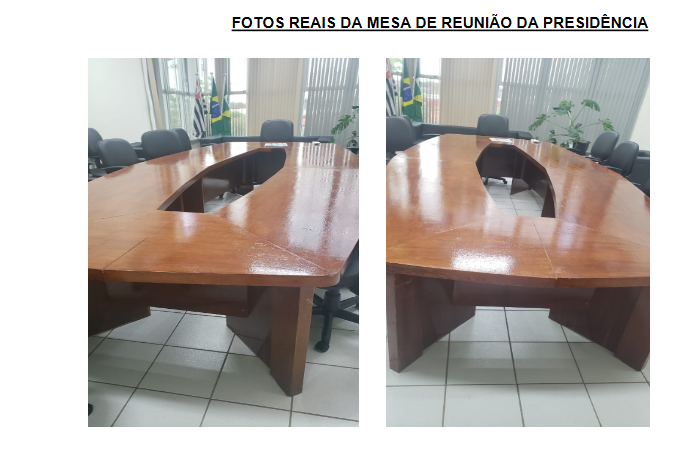 FOTOS REAIS DA MESA DE REUNIÃO DA PRESIDÊNCIA